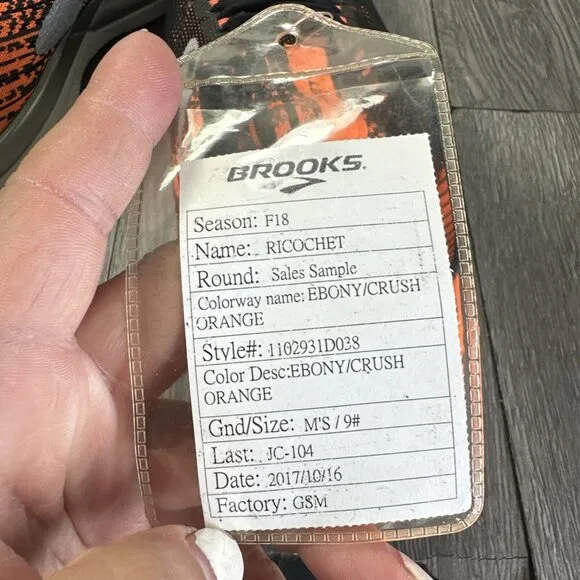 BROOKS
Season: F18
Name: RICOCHET
Round: Sales Sample
Colorway name: EBONY/CRUSH
ORANGE
Style#: 1102931D038
Color Desc:EBONY/CRUSH
ORANGE
Gnd/Size: M'S / 9#
Last: JC-104
Date: 2017/10/16
Factory: GSM